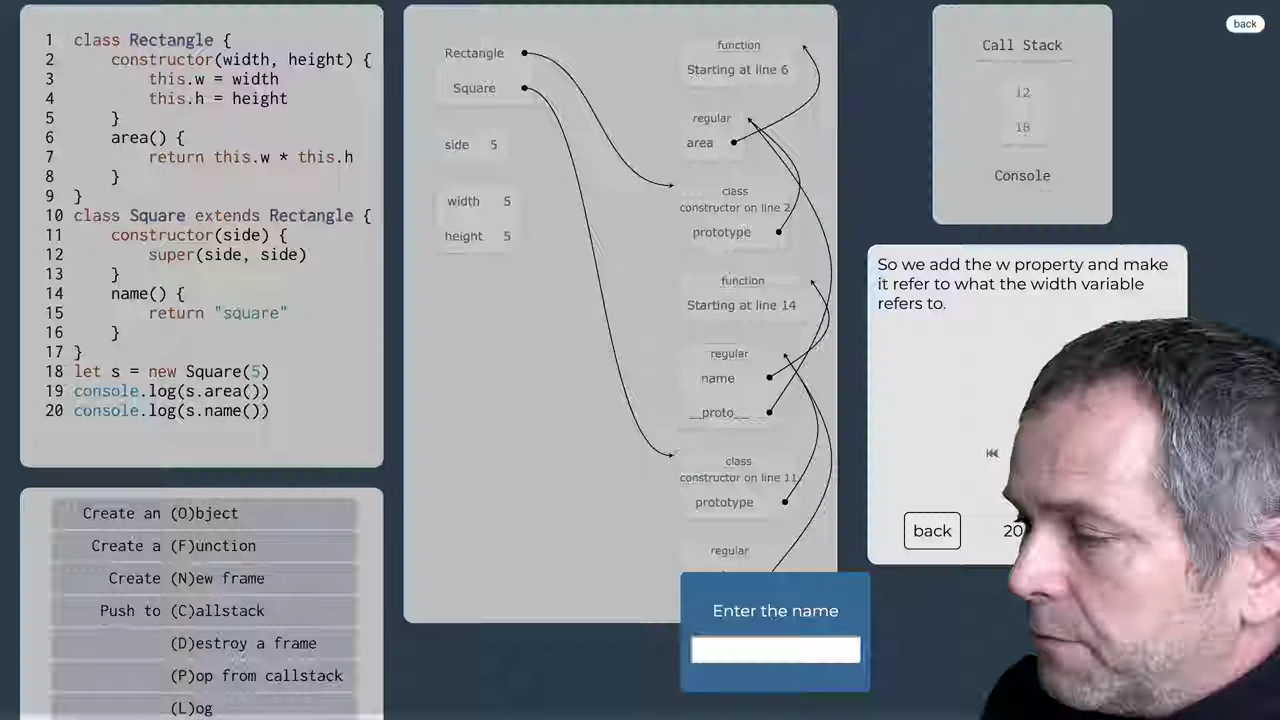 back
1 class Rectangle {
2 constructor(width, height) {
3 this.w = width
4 this.h = height
5 }
6 area() {
7 return this.w * this.h
8 }
9 }
10 class Square extends Rectangle {
11 constructor(side) {
12 super(side, side)
13 }
14 name() {
15 return "square"
16 }
17 }
18 let s = new Square(5)
19 console.log(s.area())
20 console.log(s.name())
Create an (O)bject
Create a (F)unction
Create (N)ew frame
Push to (C)allstack
(D)estroy a frame
(P)op from callstack
(L)og
Rectangle
Square
side 5
width 5
height 5
function
Starting at line 6
regular
area
class
constructor on line 2
prototype
function
Starting at line 14
regular
name
__proto__
class
constructor on line 11
prototype
regular
Enter the name
Call Stack
12
18
Console
So we add the w property and make
it refer to what the width variable
refers to.
back
20